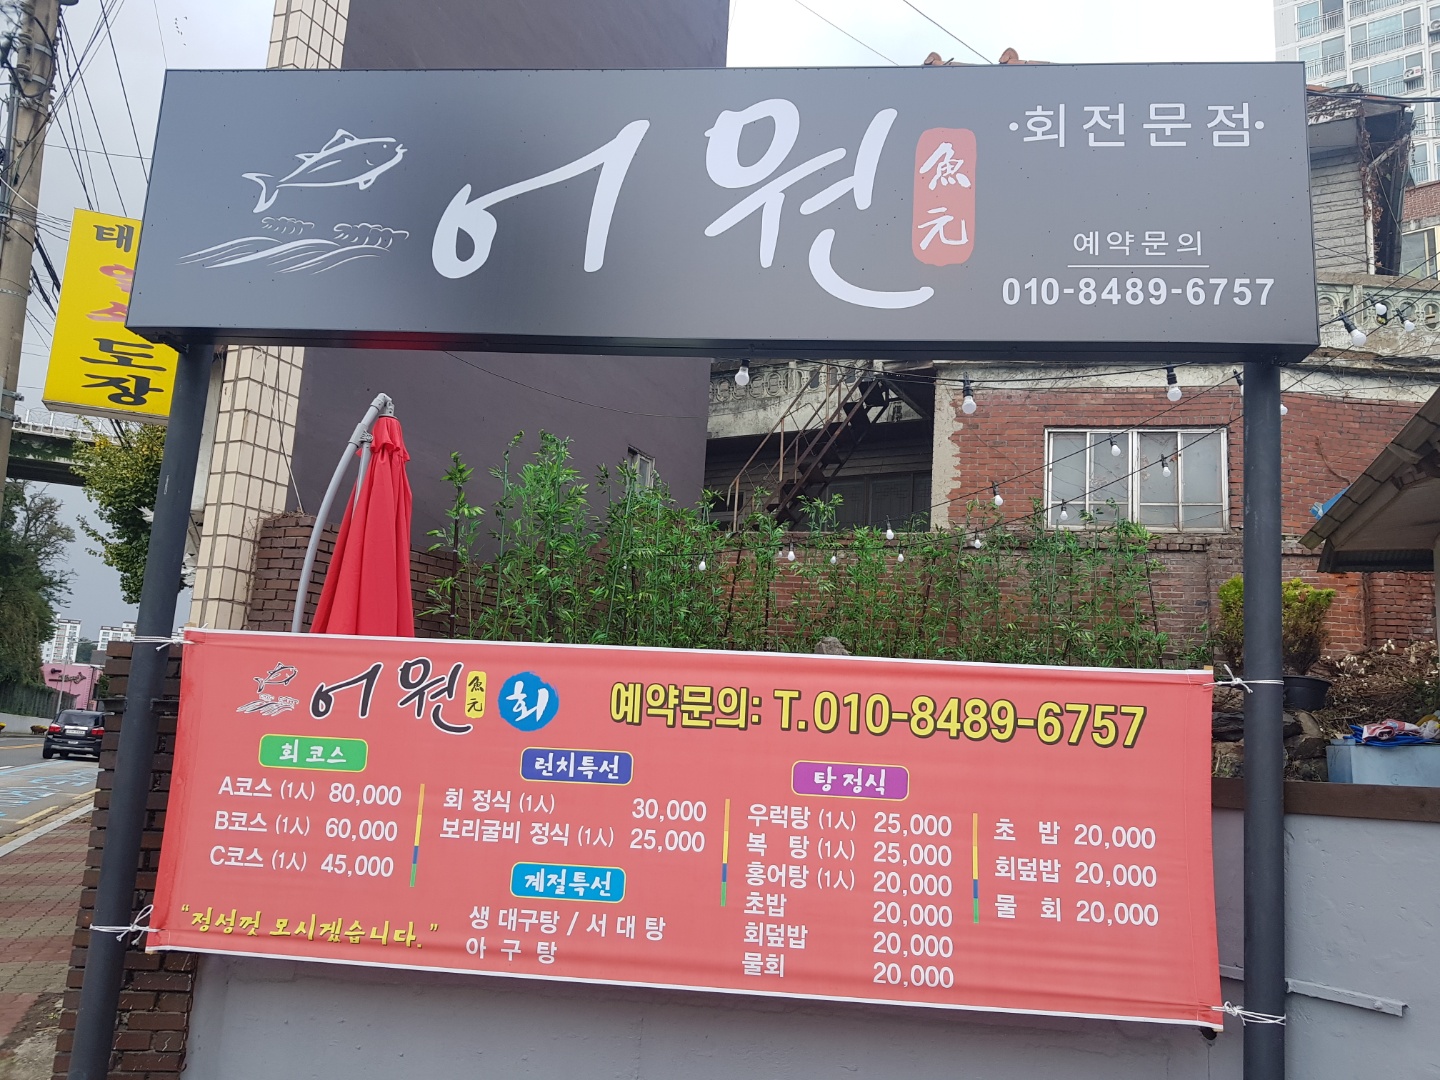 어원
魚元
·회전문점·
예약문의
010-8489-6757
태
도
장
어원
魚元
회
예약문의: T.010-8489-6757
회코스
A코스 (1人) 80,000
B코스 (1人) 60,000
C코스 (1人) 45,000
"정성껏 모시겠습니다."
런치특선
회 정식 (1人) 30,000
보리굴비 정식 (1人) 25,000
계절특선
생 대구탕 / 서 대 탕
아 구 탕
탕정식
우럭탕 (1人) 25,000
복 탕 (1人) 25,000
홍어탕 (1人) 20,000
초밥 20,000
회덮밥 20,000
물회 20,000
초 밥 20,000
회덮밥 20,000
물 회 20,000